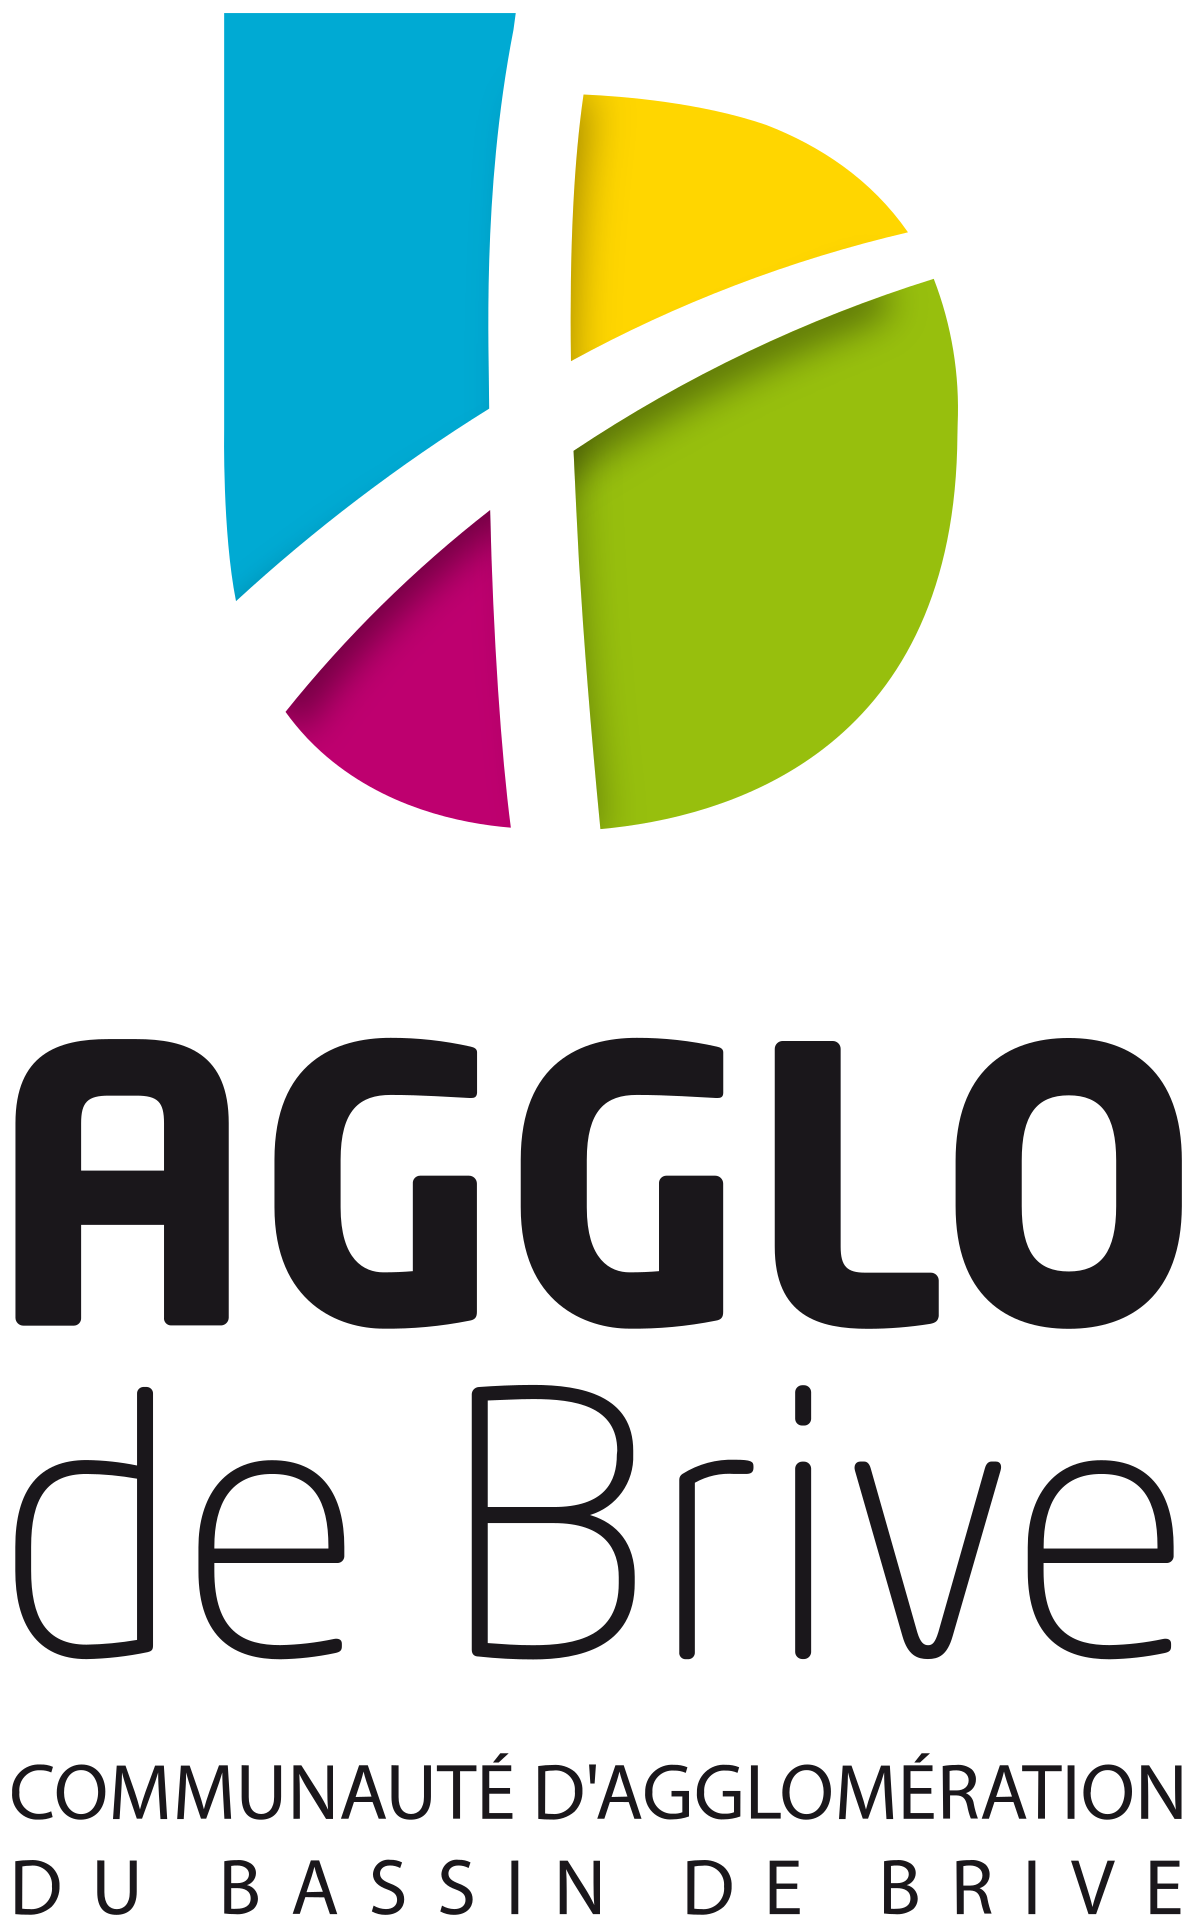 AGGLO
de Brive
COMMUNAUTÉ D'AGGLOMÉRATION
DU BASSIN DE BRIVE